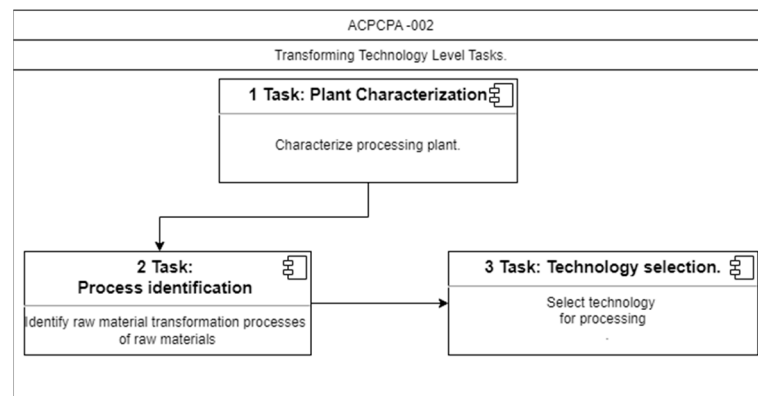 ACPCPA -002
Transforming Technology Level Tasks.
1 Task: Plant Characterization
Characterize processing plant.
2 Task:
Process identification
Identify raw material transformation processes
of raw materials
3 Task: Technology selection.
Select technology
for processing
.